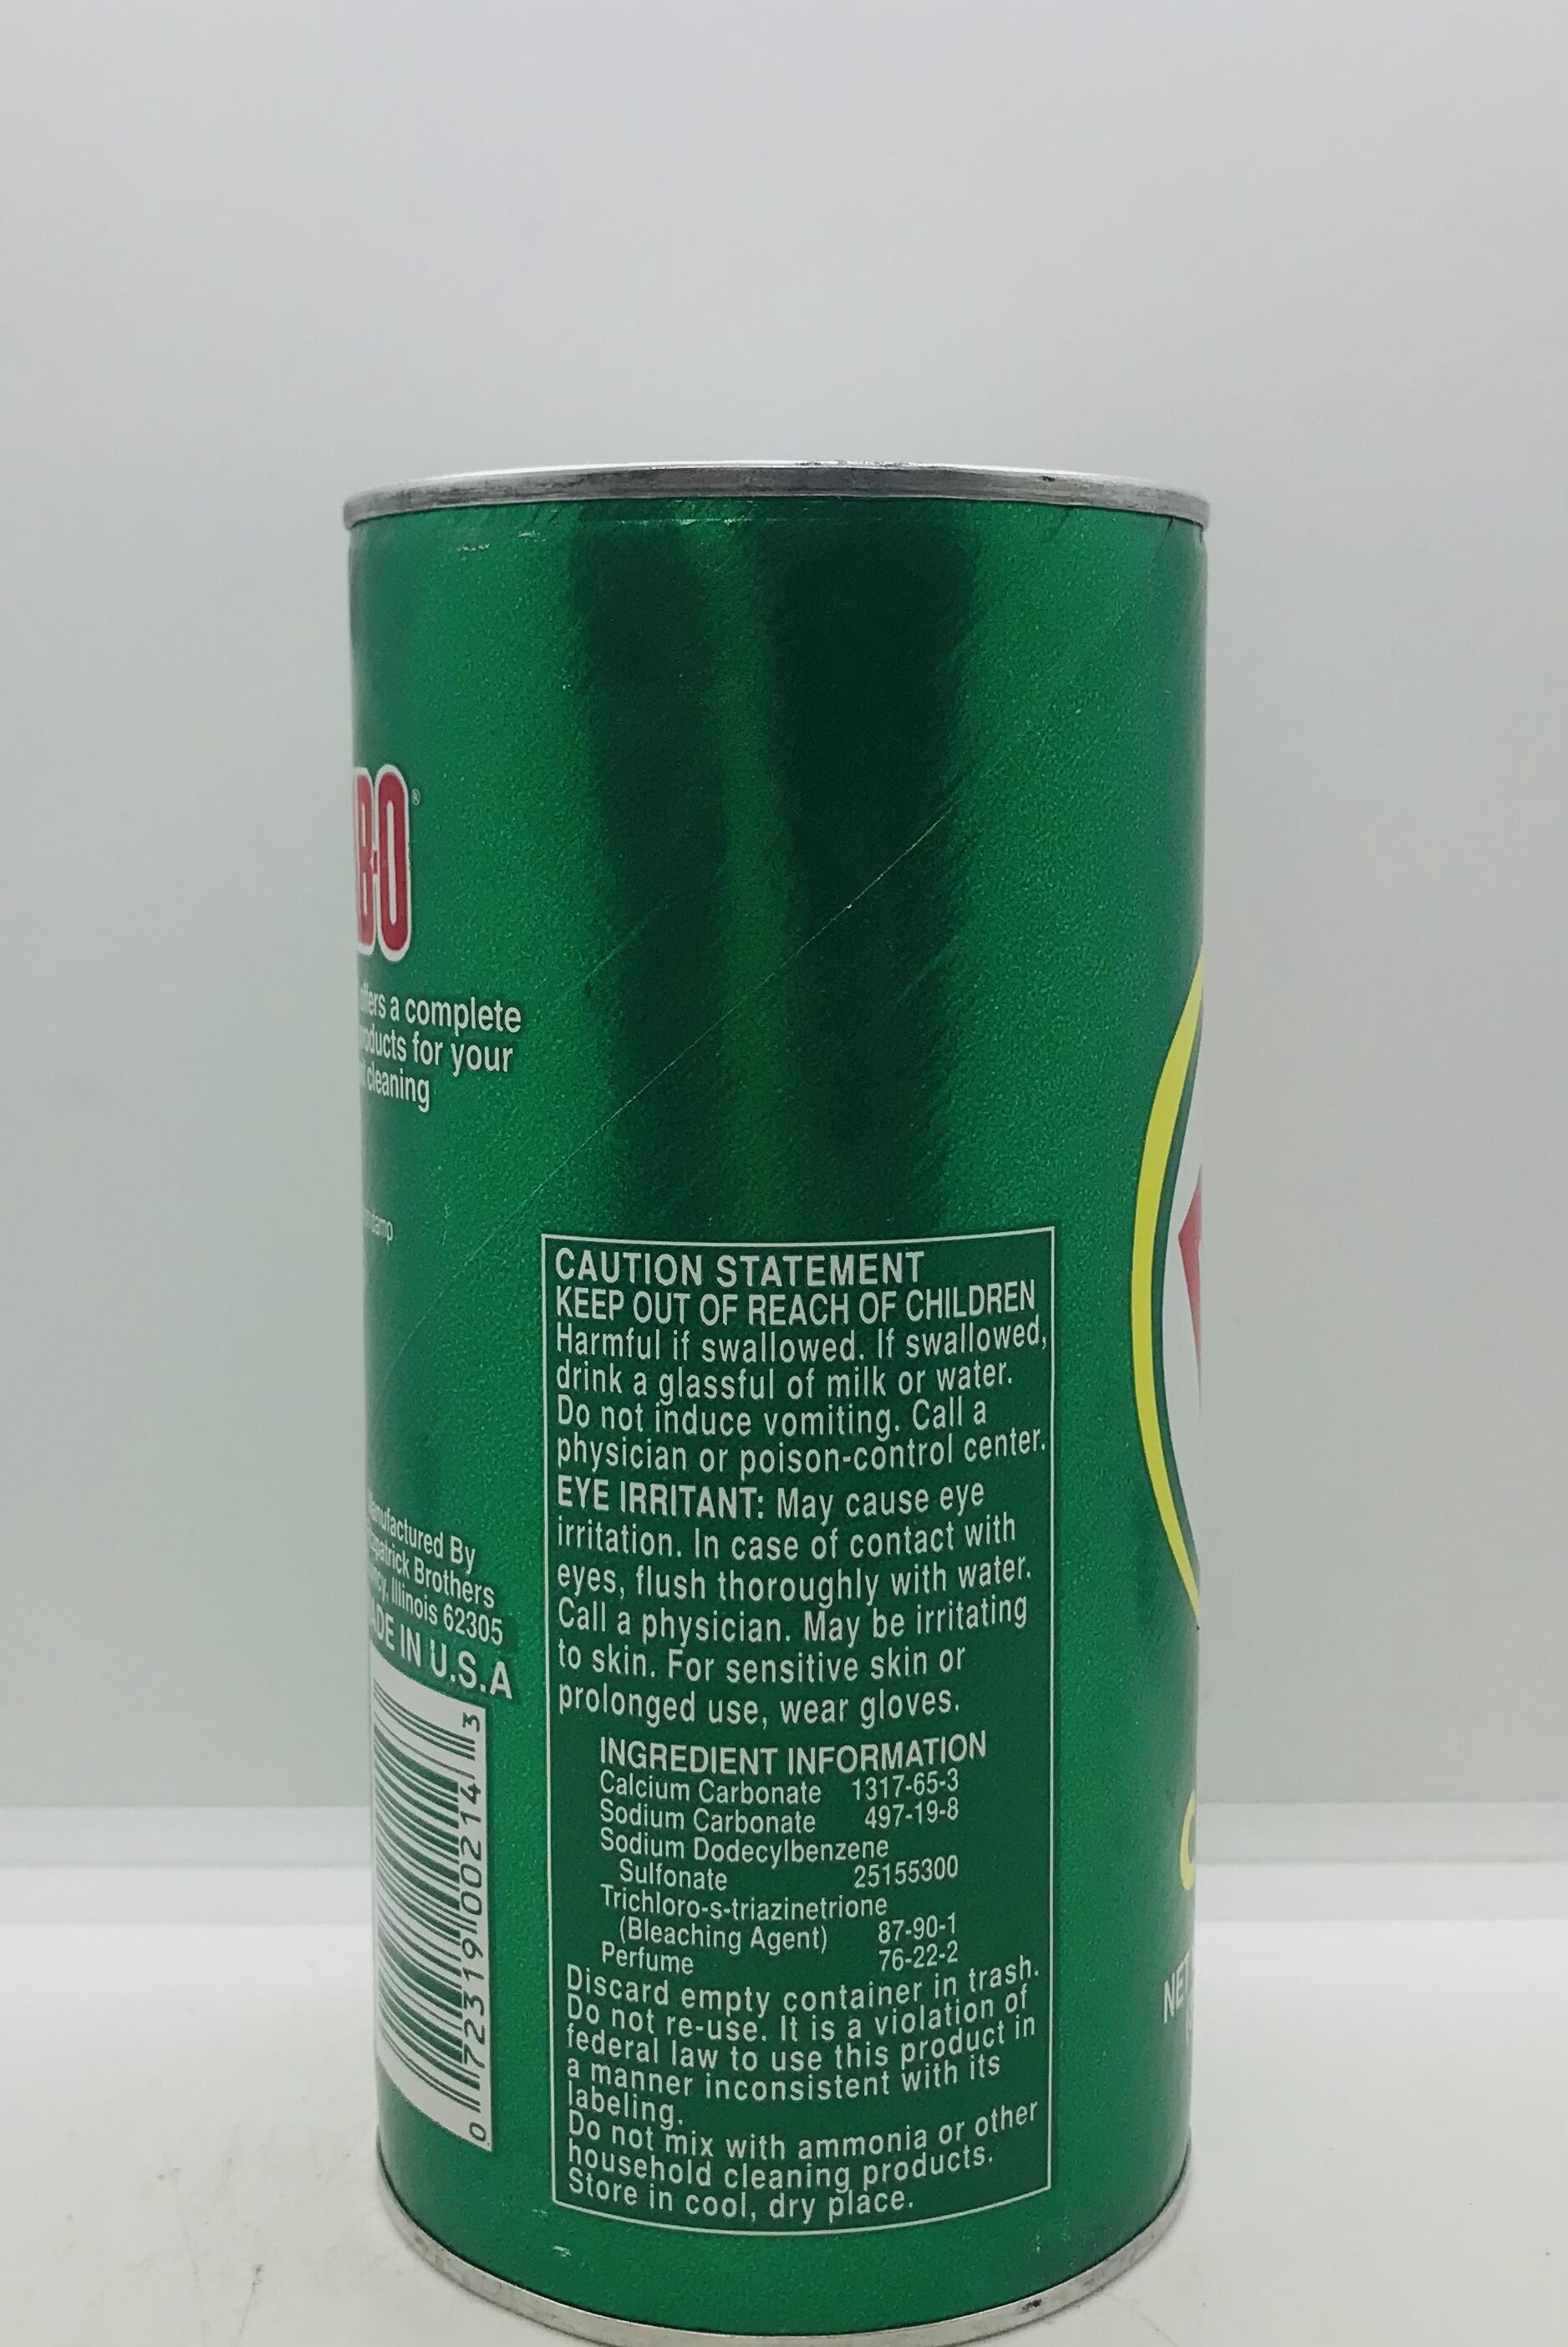 BO®
a complete
for your
cleaning
damp
By
Brothers
Illinois 62305
IN U.S.A
0 72319 00214 3
CAUTION STATEMENT
KEEP OUT OF REACH OF CHILDREN
Harmful if swallowed. If swallowed,
drink a glassful of milk or water.
Do not induce vomiting. Call a
physician or poison-control center.
EYE IRRITANT: May cause eye
irritation. In case of contact with
eyes, flush thoroughly with water.
Call a physician. May be irritating
to skin. For sensitive skin or
prolonged use, wear gloves.
INGREDIENT INFORMATION
Calcium Carbonate 1317-65-3
Sodium Carbonate 497-19-8
Sodium Dodecylbenzene
Sulfonate 25155300
Trichloro-s-triazinetrione
(Bleaching Agent) 87-90-1
Perfume 76-22-2
Discard empty container in trash.
Do not re-use. It is a violation of
federal law to use this product in
a manner inconsistent with its
labeling.
Do not mix with ammonia or other
household cleaning products.
Store in cool, dry place.
NET